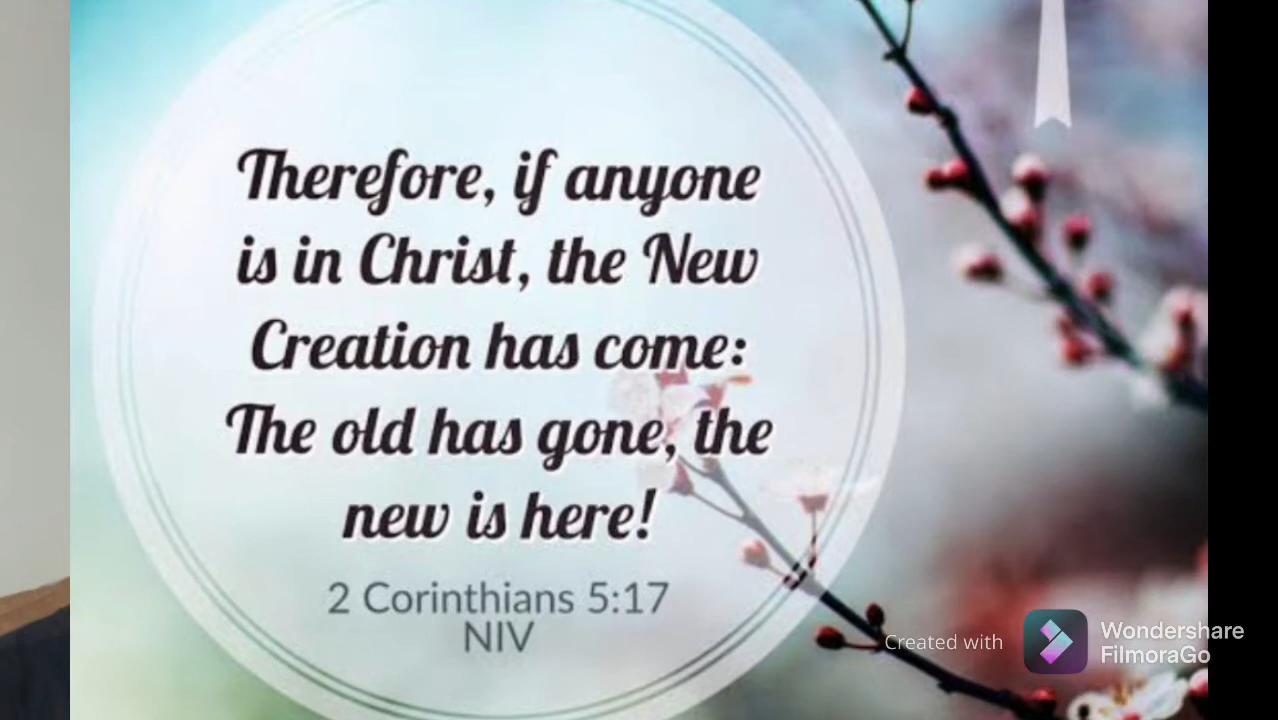 Therefore, if anyone
is in Christ, the New
Creation has come:
The old has gone, the
new is here!
2 Corinthians 5:17
NIV
Created with
Wondershare
FilmoraGo